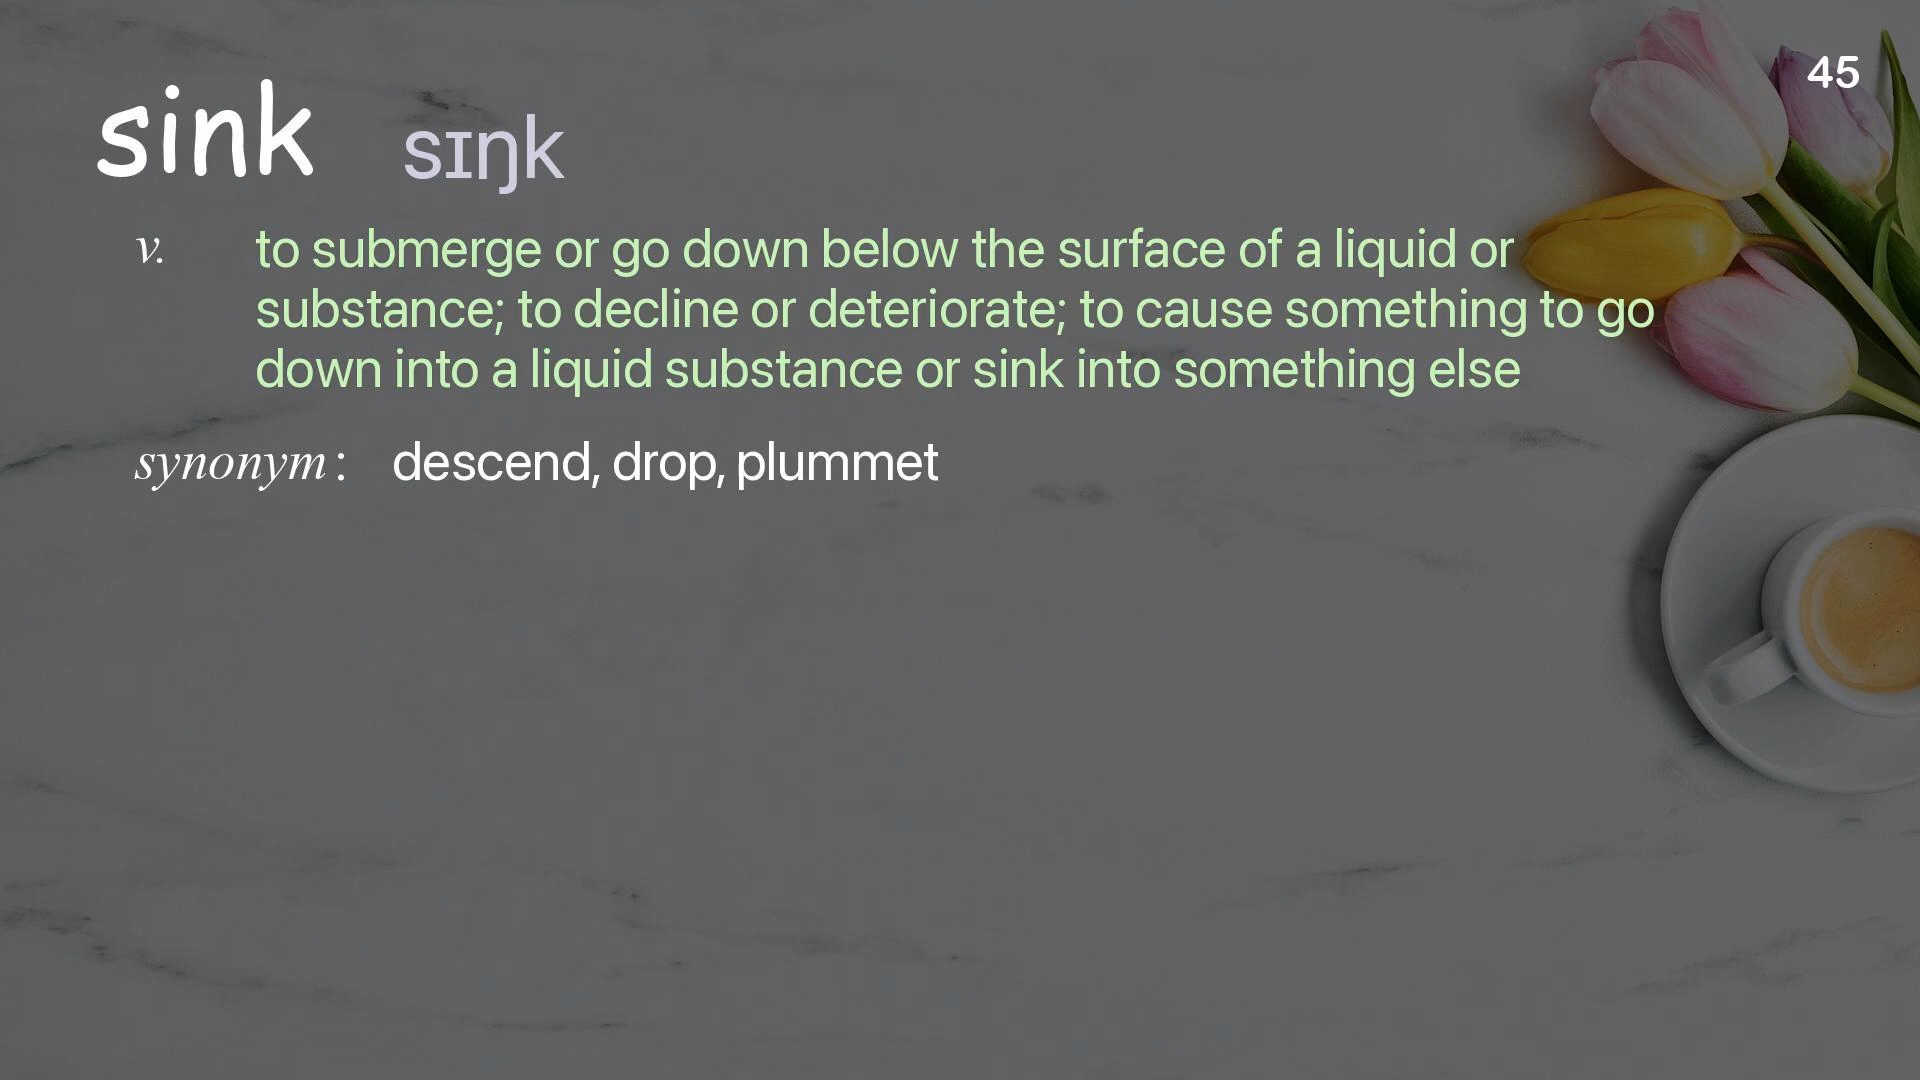 45
sink sɪŋk
v. to submerge or go down below the surface of a liquid or
substance; to decline or deteriorate; to cause something to go
down into a liquid substance or sink into something else
synonym : descend, drop, plummet